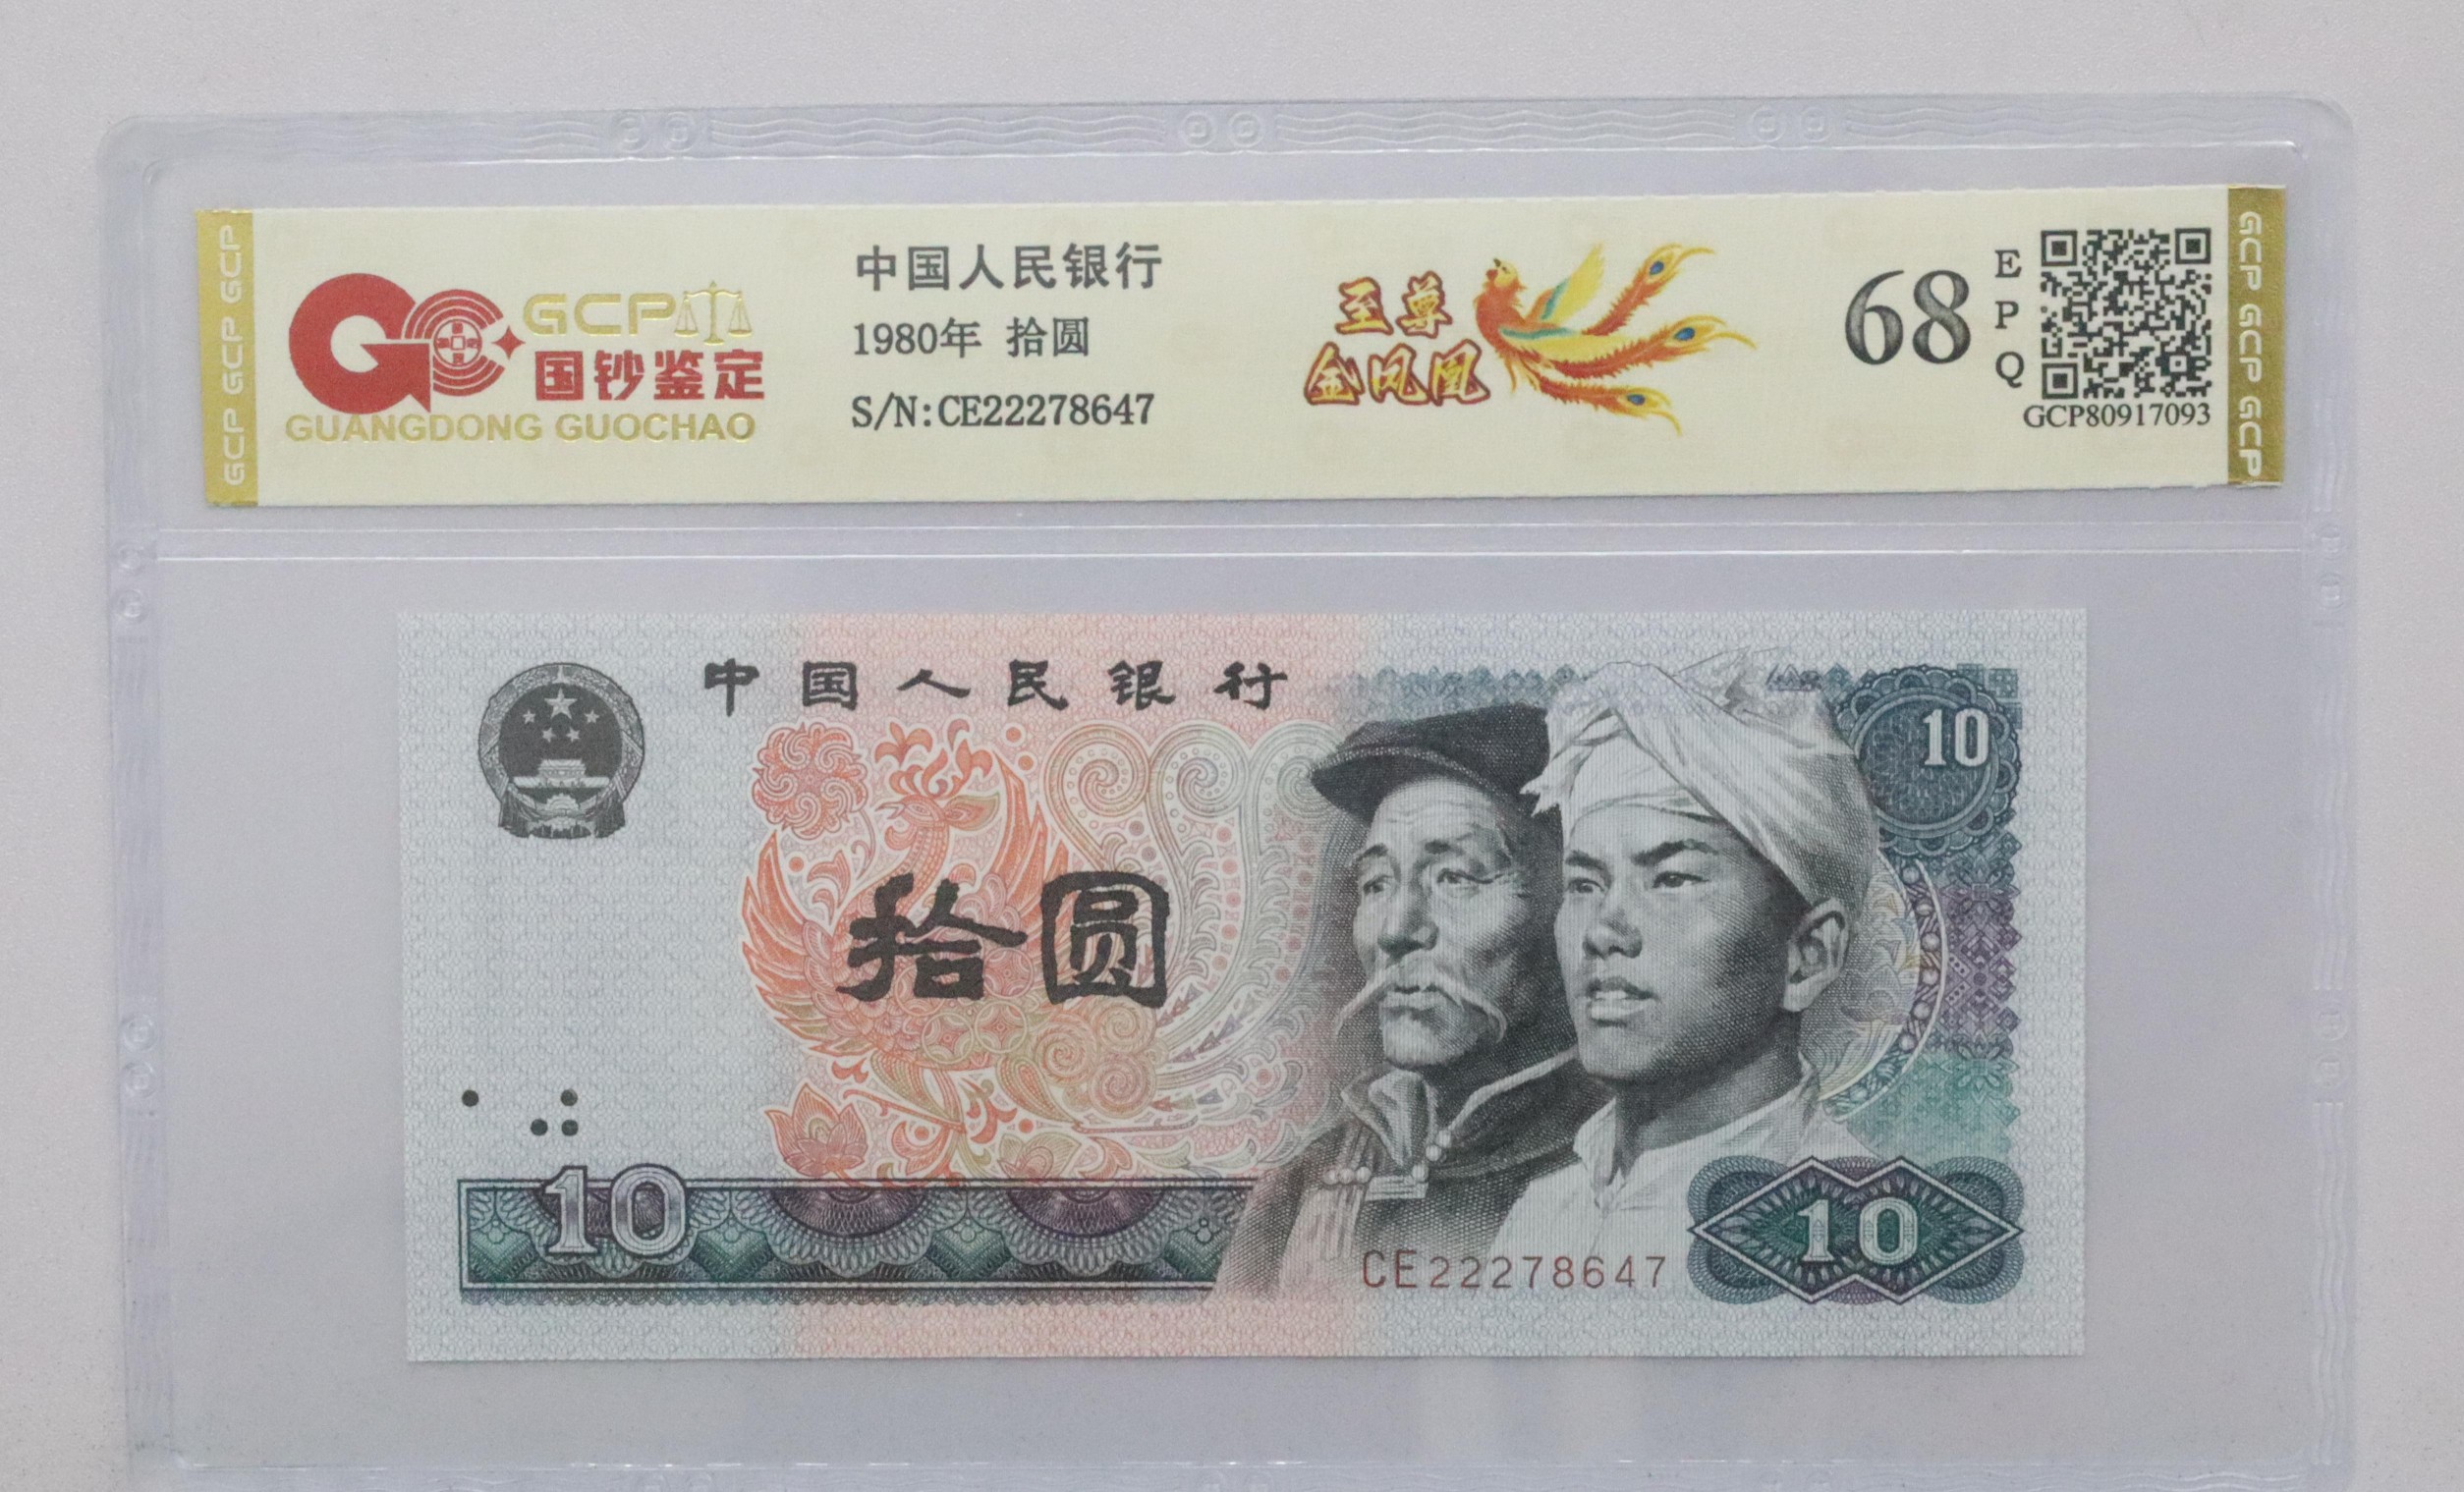 GCP GCP GCP
GCP
国钞鉴定
GUANGDONG GUOCHAO
中国人民银行
1980年 拾圆
S/N:CE22278647
至尊
金凤凰
68
EPQ
GCP80917093
GCP GCP GCP
中国人民银行
10
拾圆
10
10
CE22278647